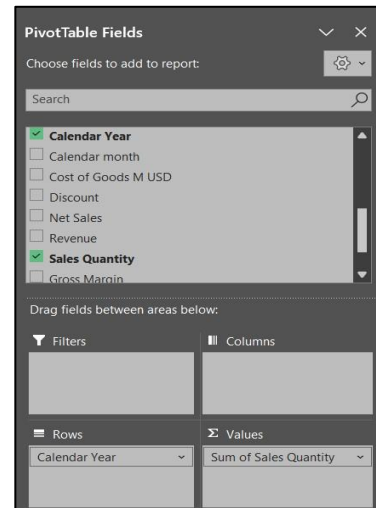 PivotTable Fields
Choose fields to add to report:
Search
Calendar Year
Calendar month
Cost of Goods M USD
Discount
Net Sales
Revenue
Sales Quantity
Gross Margin
Drag fields between areas below:
Filters
Columns
Rows
Σ Values
Calendar Year
Sum of Sales Quantity